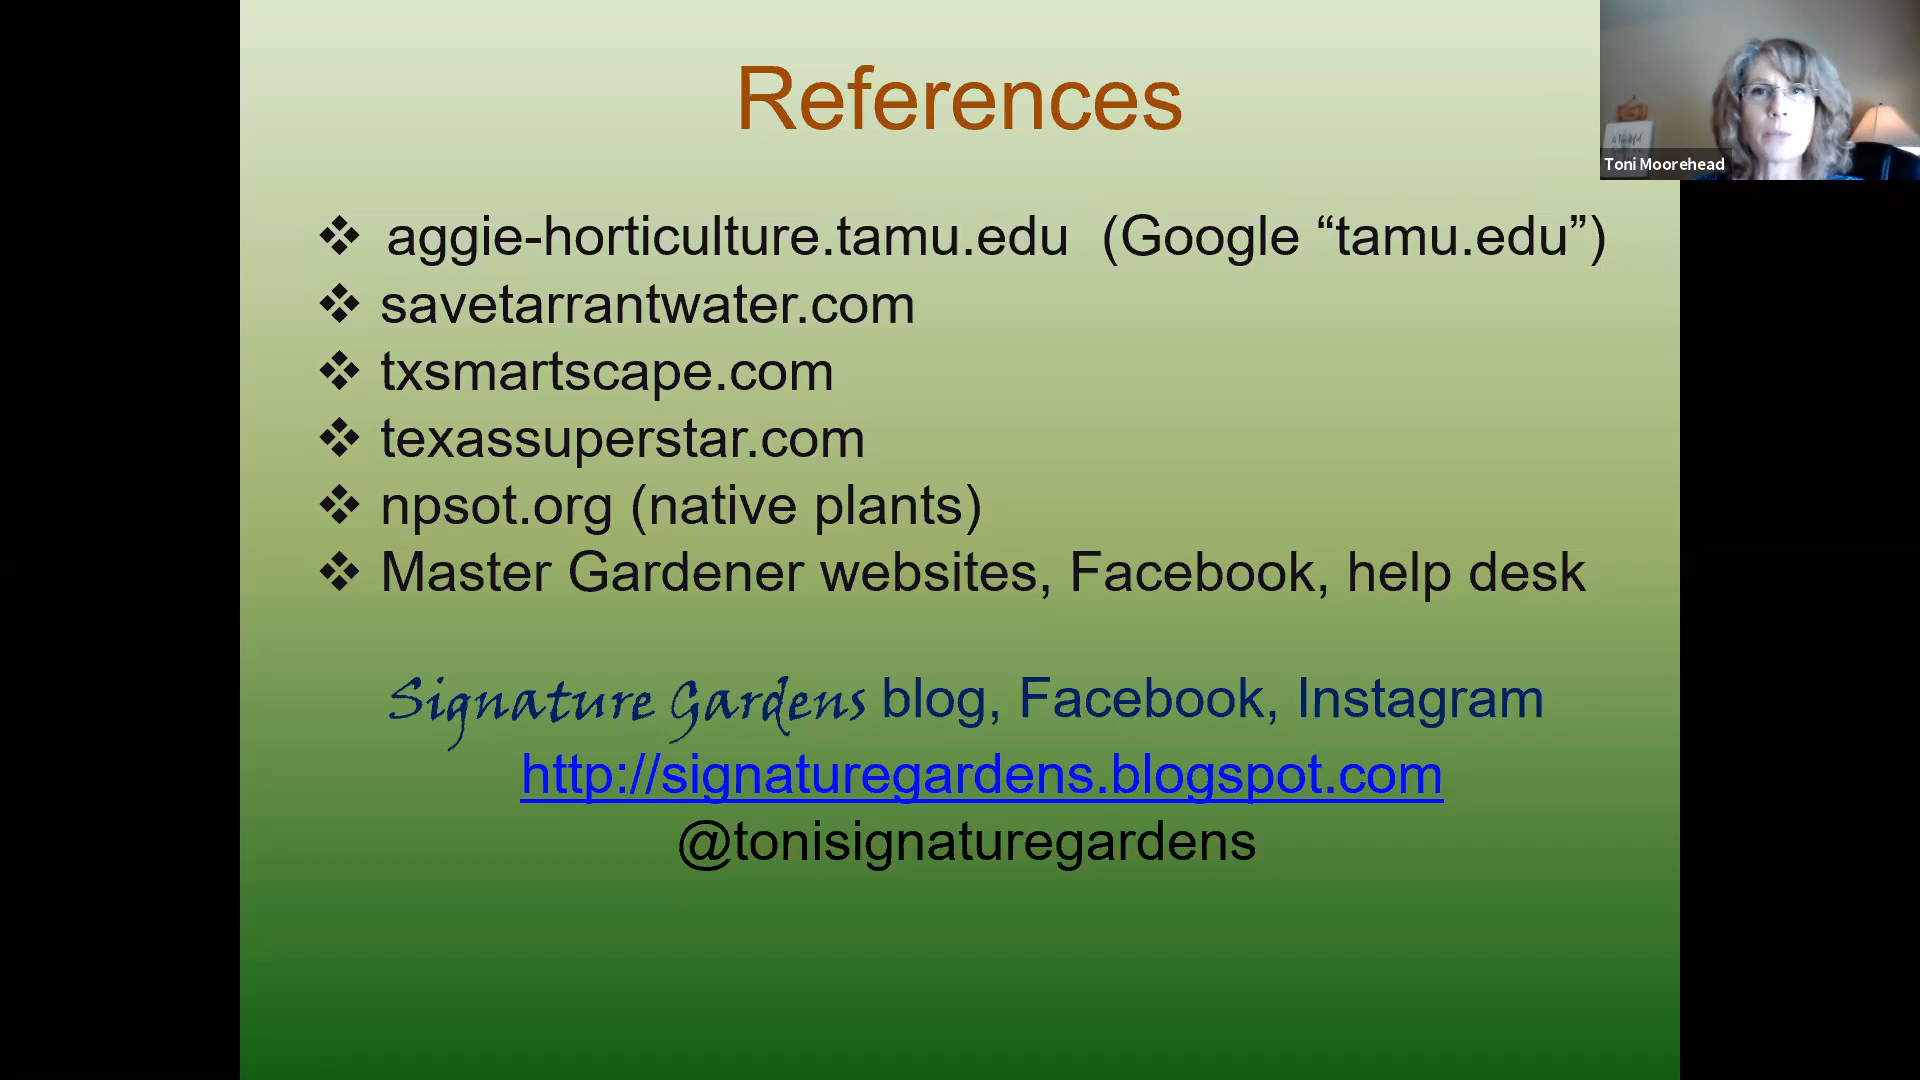 References
❖ aggie-horticulture.tamu.edu (Google “tamu.edu”)
❖ savetarrantwater.com
❖ txsmartscape.com
❖ texassuperstar.com
❖ npsot.org (native plants)
❖ Master Gardener websites, Facebook, help desk
Signature Gardens blog, Facebook, Instagram
http://signaturegardens.blogspot.com
@tonisignaturegardens
Toni Moorehead